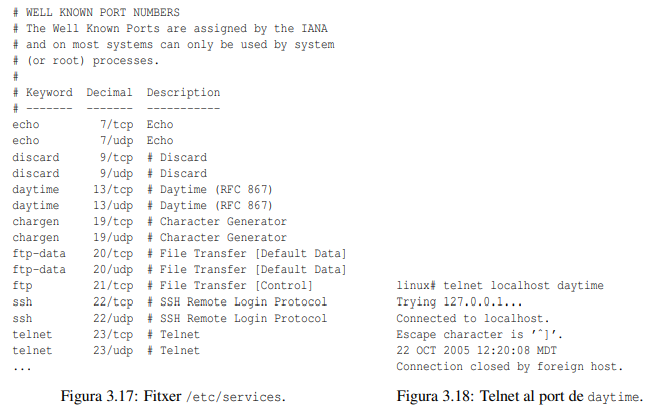 # WELL KNOWN PORT NUMBERS
# The Well Known Ports are assigned by the IANA
# and on most systems can only be used by system
# (or root) processes.
#
# Keyword Decimal Description
# ------- ------- -----------
echo 7/tcp Echo
echo 7/udp Echo
discard 9/tcp # Discard
discard 9/udp # Discard
daytime 13/tcp # Daytime (RFC 867)
daytime 13/udp # Daytime (RFC 867)
chargen 19/tcp # Character Generator
chargen 19/udp # Character Generator
ftp-data 20/tcp # File Transfer [Default Data]
ftp-data 20/udp # File Transfer [Default Data]
ftp 21/tcp # File Transfer [Control]
ssh 22/tcp # SSH Remote Login Protocol
ssh 22/udp # SSH Remote Login Protocol
telnet 23/tcp # Telnet
telnet 23/udp # Telnet
...
Figura 3.17: Fitxer /etc/services.
linux# telnet localhost daytime
Trying 127.0.0.1...
Connected to localhost.
Escape character is ’^]’.
22 OCT 2005 12:20:08 MDT
Connection closed by foreign host.
Figura 3.18: Telnet al port de daytime.